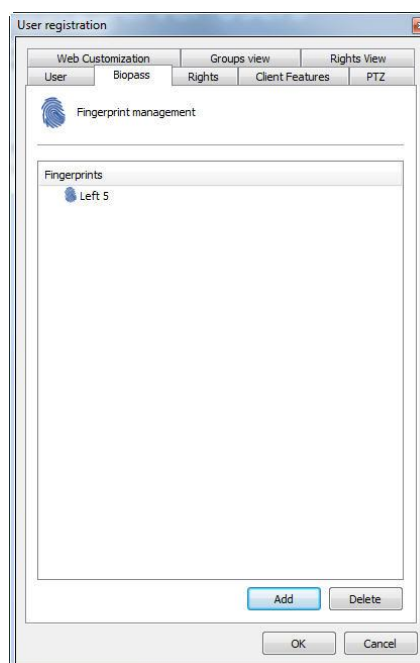 User registration
Web Customization Groups view Rights View
User Biopass Rights Client Features PTZ
Fingerprint management
Fingerprints
Left 5
Add Delete
OK Cancel